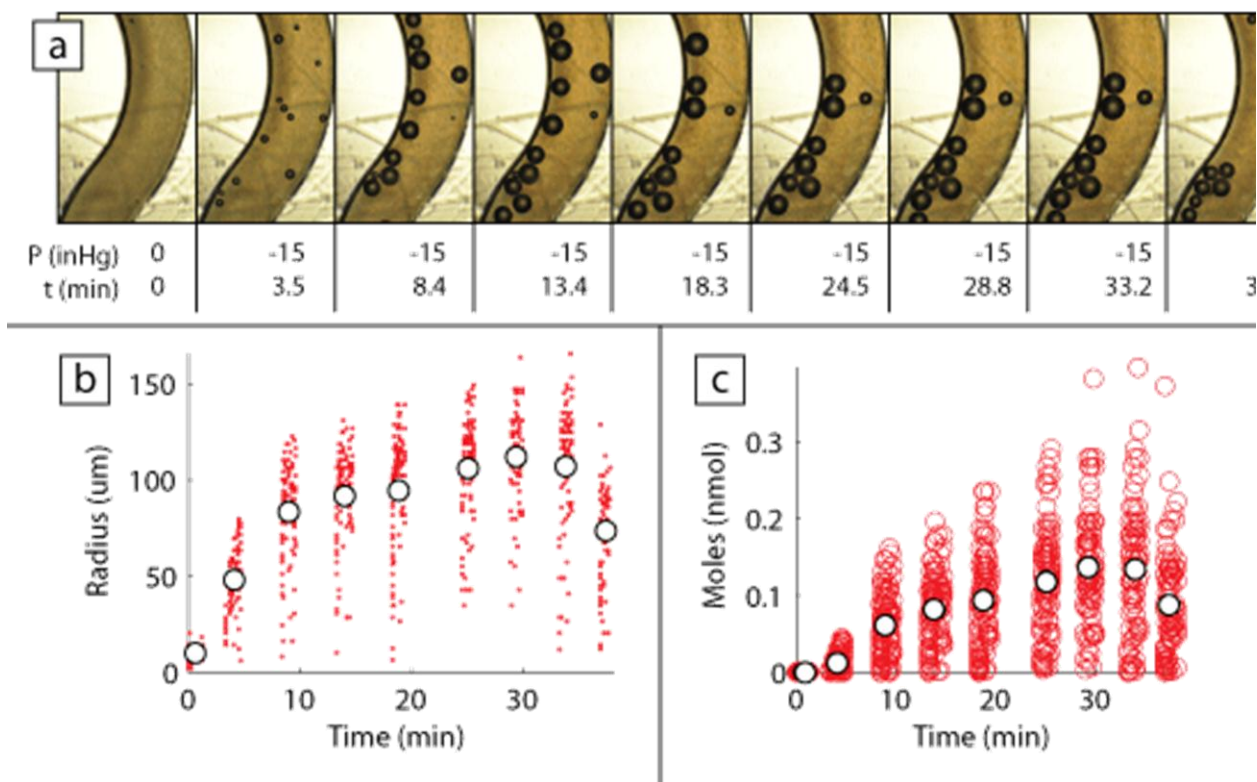 a
P (inHg) 0 -15 -15 -15 -15 -15 -15 -15
t (min) 0 3.5 8.4 13.4 18.3 24.5 28.8 33.2 3
b
150
100
50
0
Radius (um)
0 10 20 30
Time (min)
c
0.3
0.2
0.1
0
Moles (nmol)
0 10 20 30
Time (min)